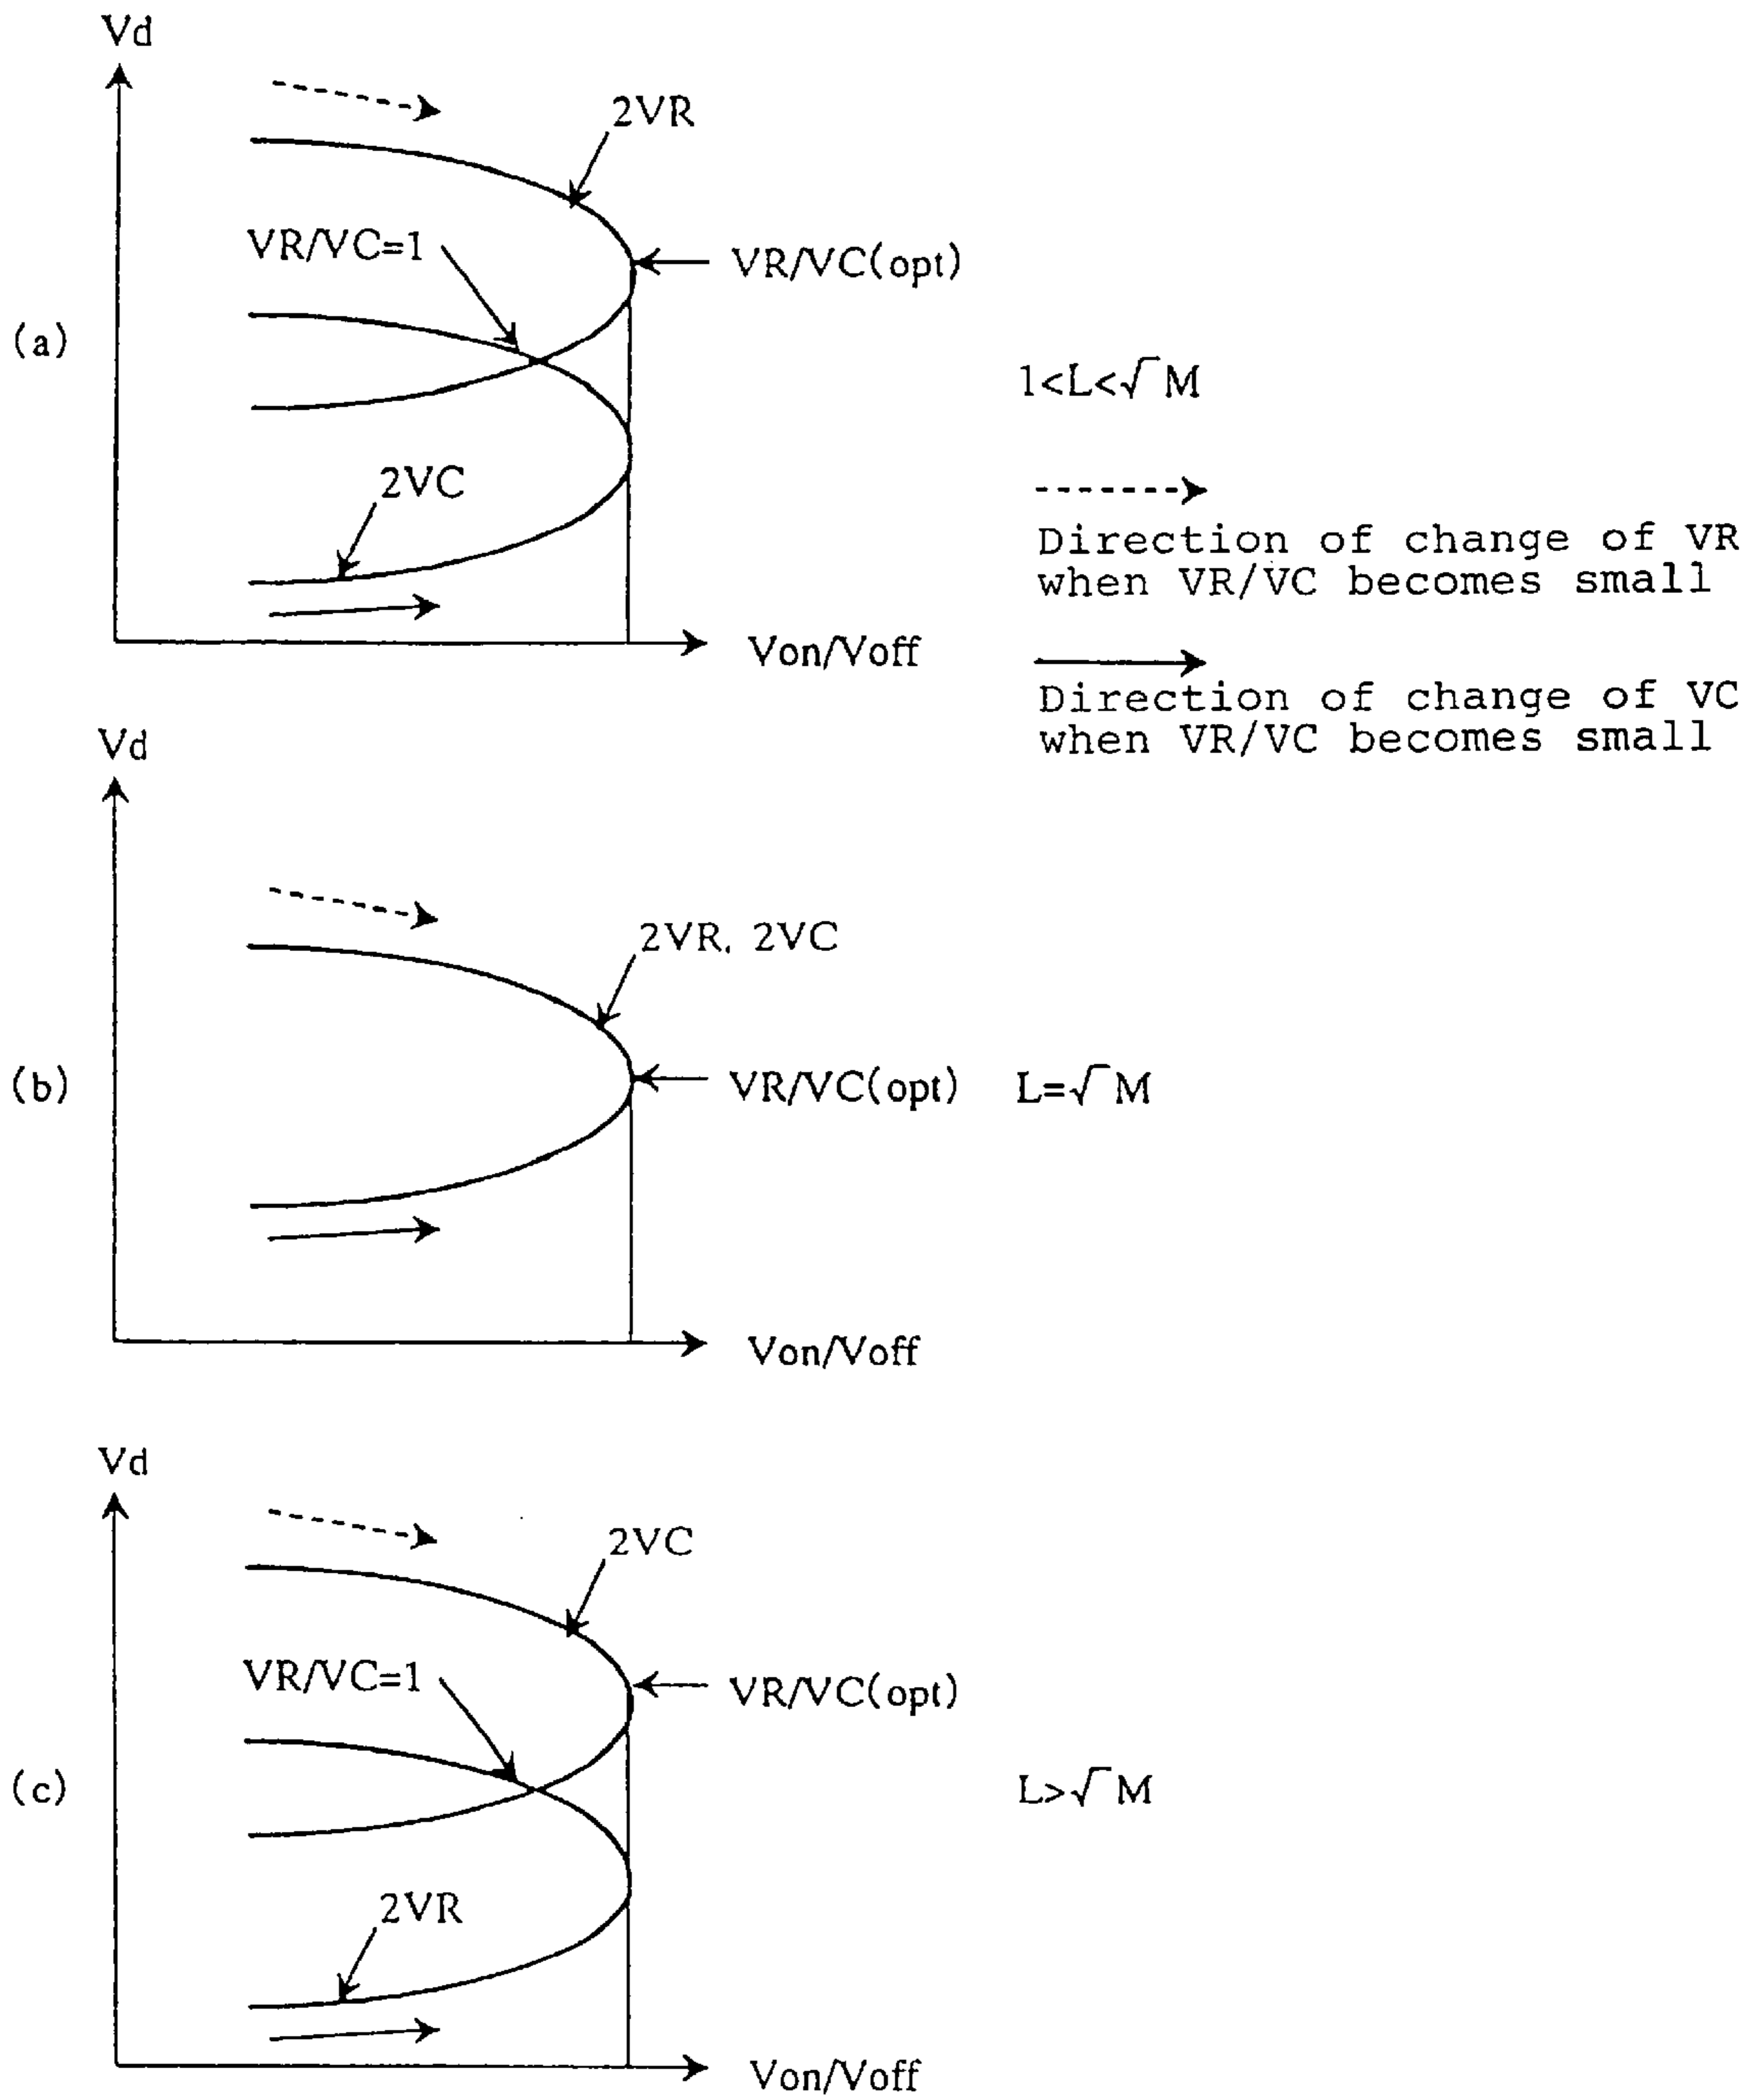 Vd
2VR
VR/VC=1
VR/VC(opt)
(a)
1<L<√M
2VC
Direction of change of VR
when VR/VC becomes small
Von/Voff
Direction of change of VC
when VR/VC becomes small
Vd
2VR, 2VC
(b)
VR/VC(opt)
L=√M
Von/Voff
Vd
2VC
VR/VC=1
VR/VC(opt)
(c)
L>√M
2VR
Von/Voff